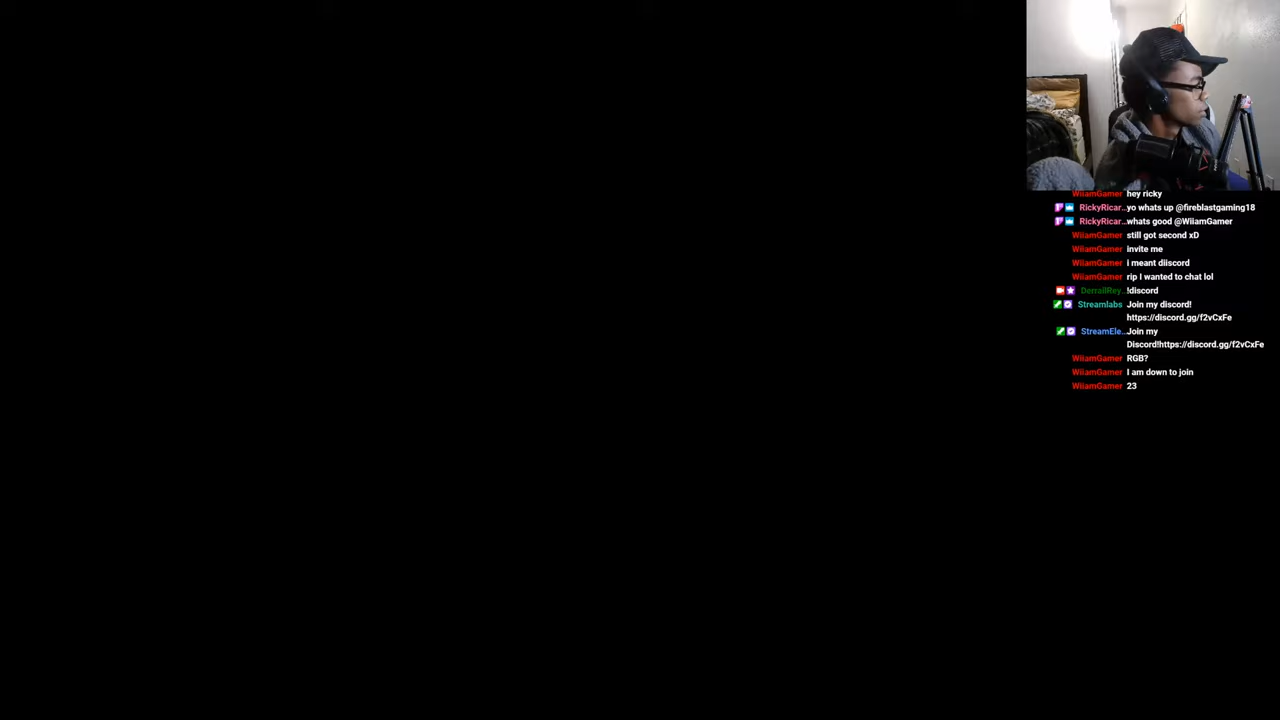 WiiamGamer hey ricky
RickyRicar... yo whats up @fireblastgaming18
RickyRicar... whats good @WiiamGamer
WiiamGamer still got second xD
WiiamGamer invite me
WiiamGamer i meant diiscord
WiiamGamer rip I wanted to chat lol
DerrailRey... !discord
Streamlabs Join my discord!
https://discord.gg/f2vCxFe
StreamEle... Join my
Discord!https://discord.gg/f2vCxFe
WiiamGamer RGB?
WiiamGamer I am down to join
WiiamGamer 23